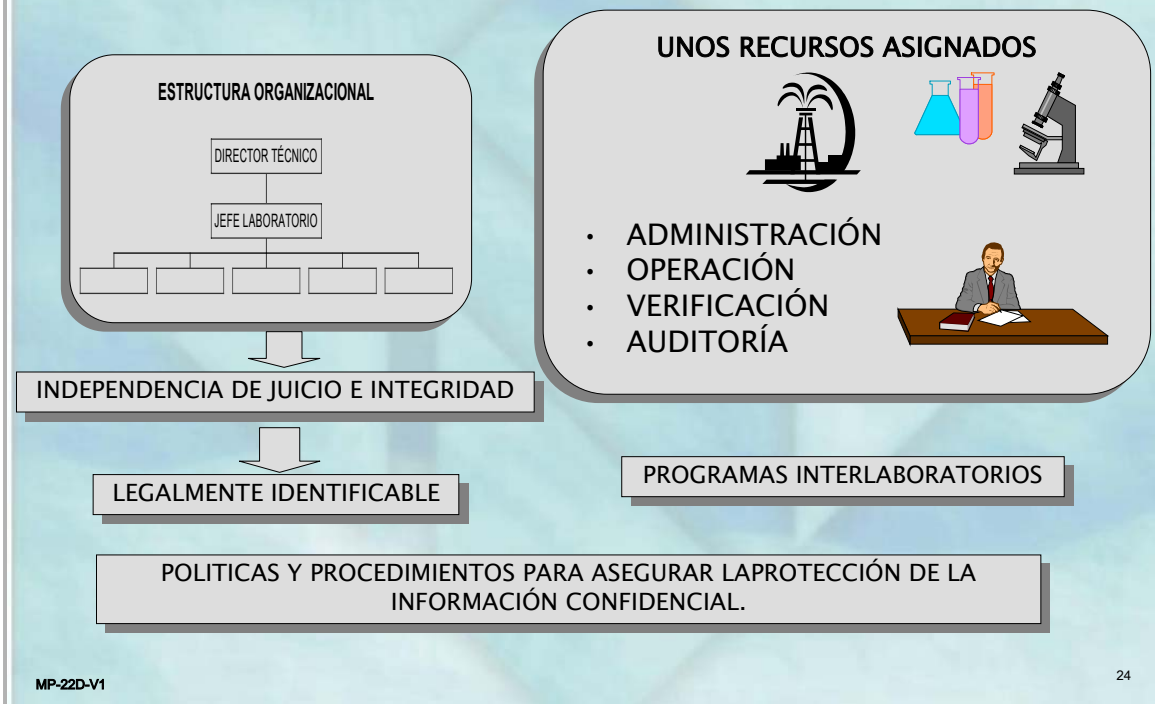 ESTRUCTURA ORGANIZACIONAL
DIRECTOR TÉCNICO
JEFE LABORATORIO
INDEPENDENCIA DE JUICIO E INTEGRIDAD
LEGALMENTE IDENTIFICABLE
UNOS RECURSOS ASIGNADOS
• ADMINISTRACIÓN
• OPERACIÓN
• VERIFICACIÓN
• AUDITORÍA
PROGRAMAS INTERLABORATORIOS
POLITICAS Y PROCEDIMIENTOS PARA ASEGURAR LAPROTECCIÓN DE LA
INFORMACIÓN CONFIDENCIAL.
MP-22D-V1
24